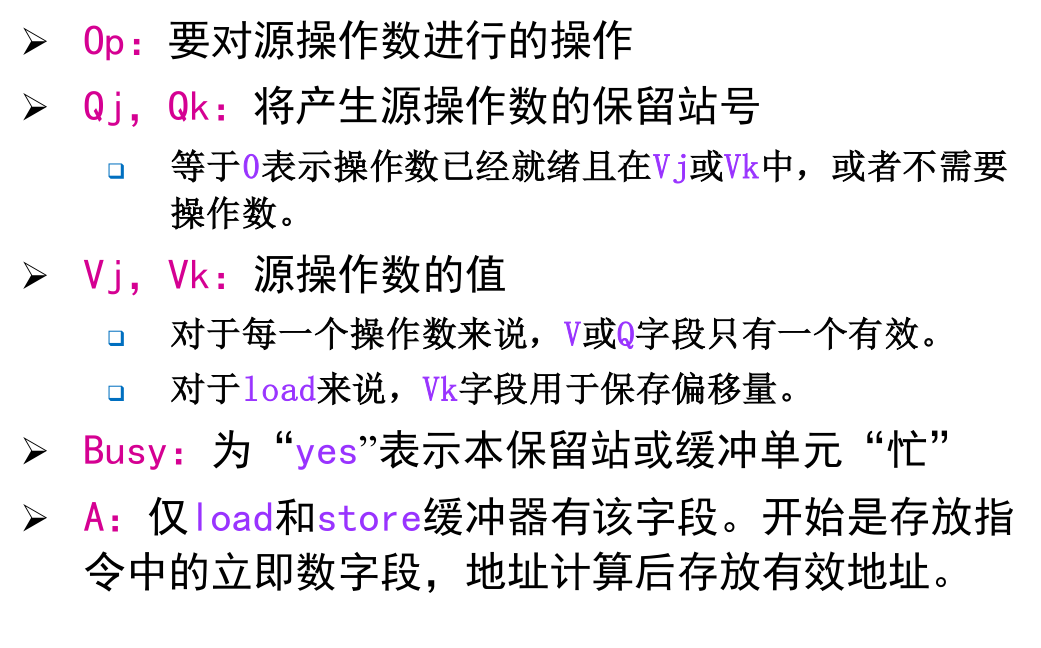 Op：要对源操作数进行的操作
Qj，Qk：将产生源操作数的保留站号
等于0表示操作数已经就绪且在Vj或Vk中，或者不需要
操作数。
Vj，Vk：源操作数的值
对于每一个操作数来说，V或Q字段只有一个有效。
对于load来说，Vk字段用于保存偏移量。
Busy：为“yes”表示本保留站或缓冲单元“忙”
A：仅load和store缓冲器有该字段。开始是存放指
令中的立即数字段，地址计算后存放有效地址。